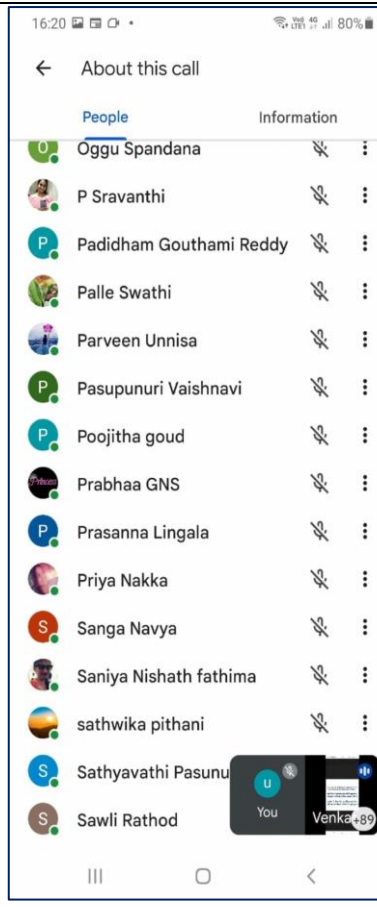 16:20 80%
About this call
People Information
O Oggu Spandana
P Sravanthi
P Padidham Gouthami Reddy
Palle Swathi
Parveen Unnisa
P Pasupunuri Vaishnavi
P Poojitha goud
Princess Prabhaa GNS
P Prasanna Lingala
Priya Nakka
S Sanga Navya
Saniya Nishath fathima
sathwika pithani
S Sathyavathi Pasunu
S Sawli Rathod
u
You Venka +89